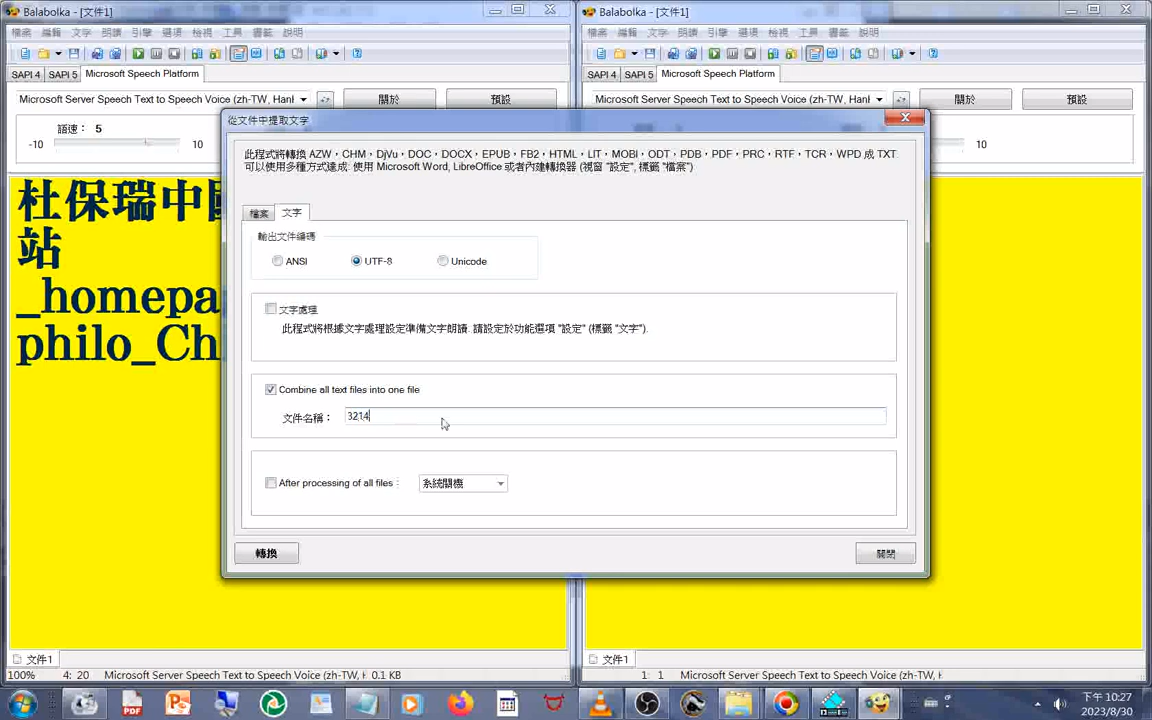 Balabolka - [文件1]
檔案 編輯 文字 朗讀 引擎 選項 檢視 工具 書籤 說明
SAPI 4 SAPI 5 Microsoft Speech Platform
Microsoft Server Speech Text to Speech Voice (zh-TW, Hanl
關於
預設
語速： 5
-10 10
杜保瑞中
站
_homepa
philo_Ch
文件1
100% 4: 20 Microsoft Server Speech Text to Speech Voice (zh-TW, H 0.1 KB
Balabolka - [文件1]
檔案 編輯 文字 朗讀 引擎 選項 檢視 工具 書籤 說明
SAPI 4 SAPI 5 Microsoft Speech Platform
Microsoft Server Speech Text to Speech Voice (zh-TW, Hanl
關於
預設
10
文件1
1: 1 Microsoft Server Speech Text to Speech Voice (zh-TW, H
從文件中提取文字
此程式將轉換 AZW，CHM，DjVu，DOC，DOCX，EPUB，FB2，HTML，LIT，MOBI，ODT，PDB，PDF，PRC，RTF，TCR，WPD 成 TXT
可以使用多種方式達成: 使用 Microsoft Word, LibreOffice 或者內建轉換器 (視窗 "設定", 標籤 "檔案")
檔案 文字
輸出文件編碼
ANSI UTF-8 Unicode
文字處理
此程式將根據文字處理設定準備文字朗讀. 請設定於功能選項 "設定" (標籤 "文字").
Combine all text files into one file
文件名稱： 3214
After processing of all files : 系統關機
轉換
關閉
下午 10:27
2023/8/30